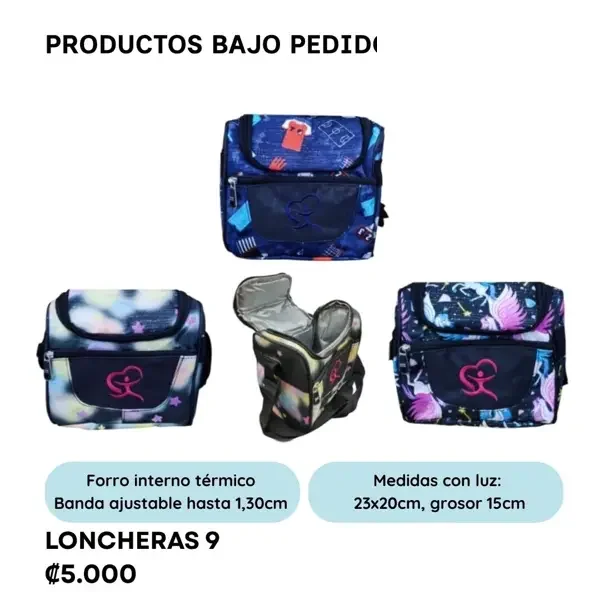 PRODUCTOS BAJO PEDIDO
Forro interno térmico
Banda ajustable hasta 1,30cm
Medidas con luz:
23x20cm, grosor 15cm
LONCHERAS 9
₡5.000